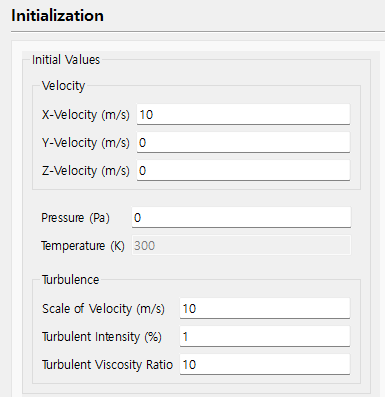 Initialization
Initial Values
Velocity
X-Velocity (m/s) 10
Y-Velocity (m/s) 0
Z-Velocity (m/s) 0
Pressure (Pa) 0
Temperature (K) 300
Turbulence
Scale of Velocity (m/s) 10
Turbulent Intensity (%) 1
Turbulent Viscosity Ratio 10